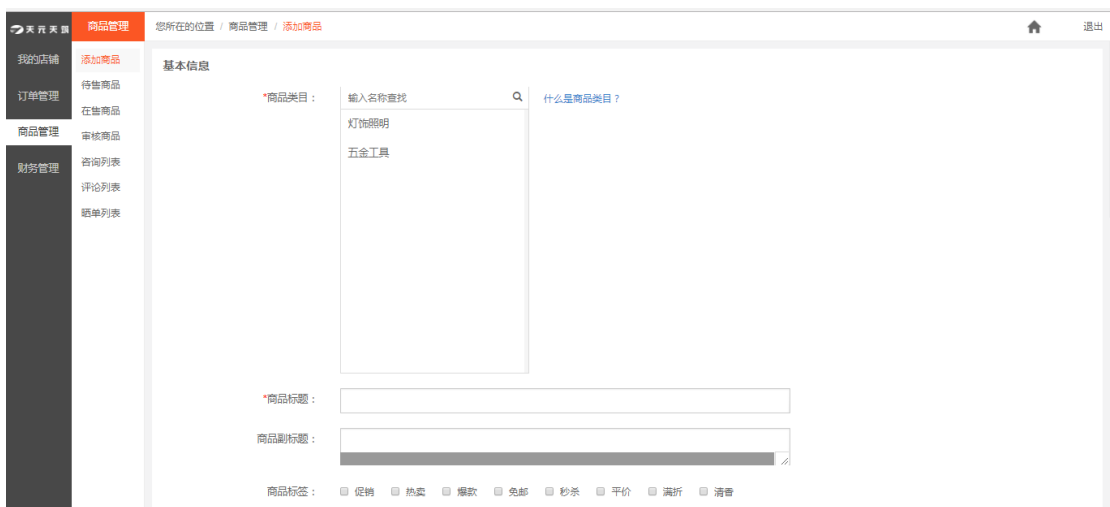 天元天琪 商品管理 您所在的位置 / 商品管理 / 添加商品 退出
我的店铺 添加商品 基本信息
待售商品
订单管理 *商品类目： 输入名称查找 什么是商品类目？
在售商品
灯饰照明
商品管理 审核商品
五金工具
财务管理 咨询列表
评论列表
晒单列表
*商品标题：
商品副标题：
商品标签： 促销 热卖 爆款 免邮 秒杀 平价 满折 清香